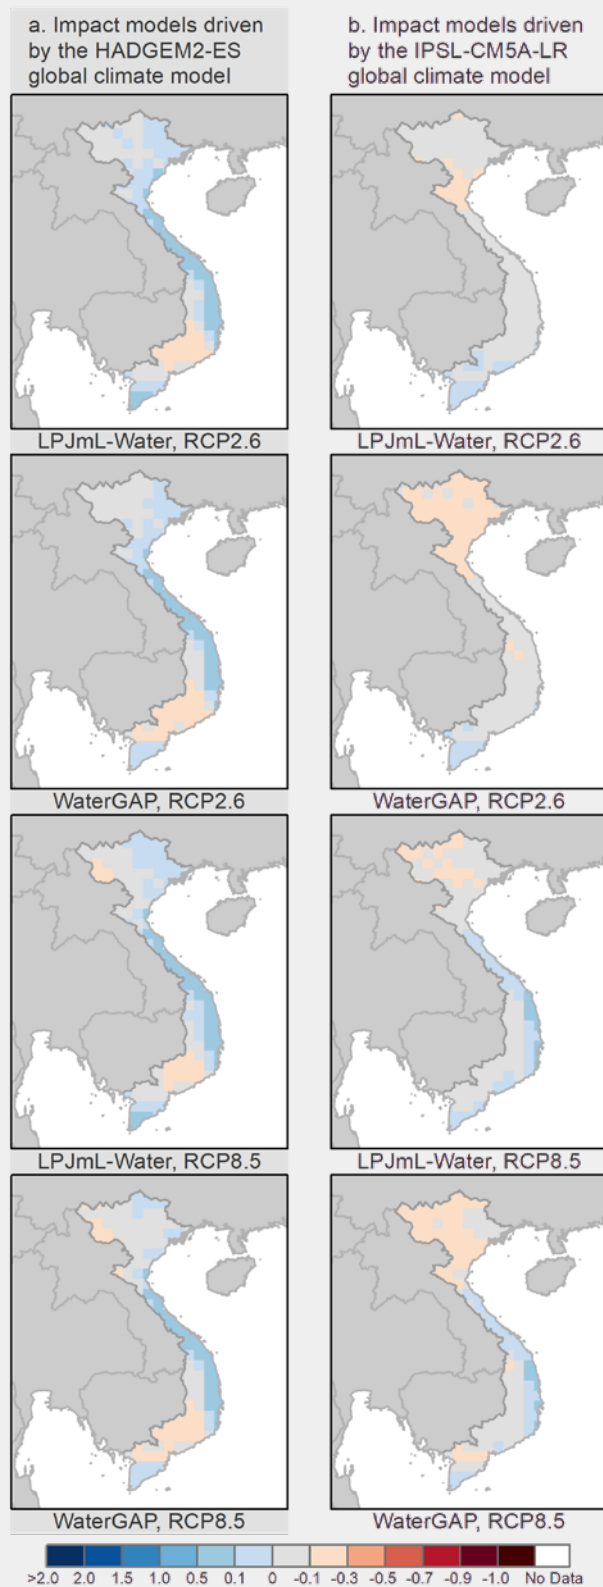 a. Impact models driven
by the HADGEM2-ES
global climate model
b. Impact models driven
by the IPSL-CM5A-LR
global climate model
LPJmL-Water, RCP2.6
LPJmL-Water, RCP2.6
WaterGAP, RCP2.6
WaterGAP, RCP2.6
LPJmL-Water, RCP8.5
LPJmL-Water, RCP8.5
WaterGAP, RCP8.5
WaterGAP, RCP8.5
>2.0 2.0 1.5 1.0 0.5 0.1 0 -0.1 -0.3 -0.5 -0.7 -0.9 -1.0 No Data